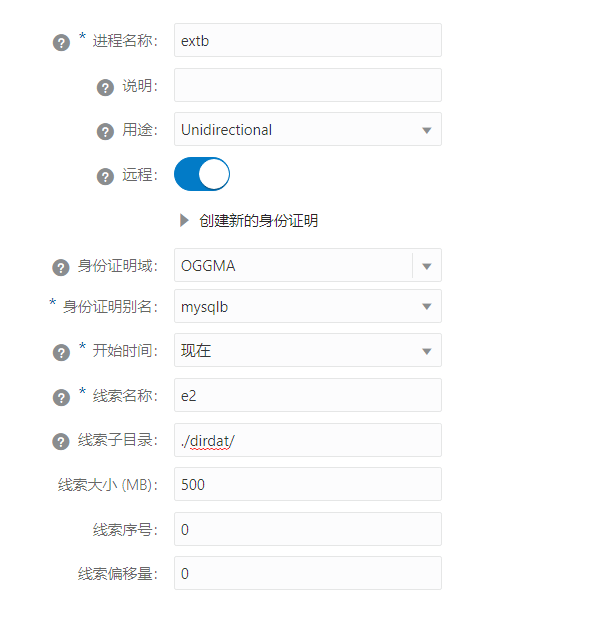 * 进程名称: extb
说明:
用途: Unidirectional
远程:
创建新的身份证明
身份证明域: OGGMA
* 身份证明别名: mysqlb
* 开始时间: 现在
* 线索名称: e2
线索子目录: ./dirdat/
线索大小 (MB): 500
线索序号: 0
线索偏移量: 0